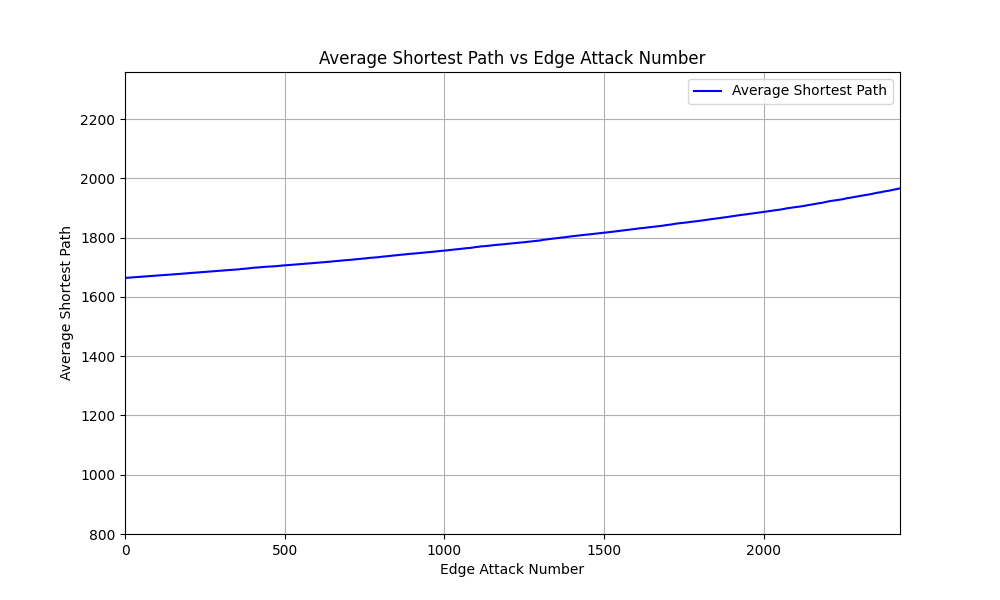 Average Shortest Path vs Edge Attack Number
Average Shortest Path
2200
2000
1800
1600
1400
1200
1000
800
Average Shortest Path
0 500 1000 1500 2000
Edge Attack Number